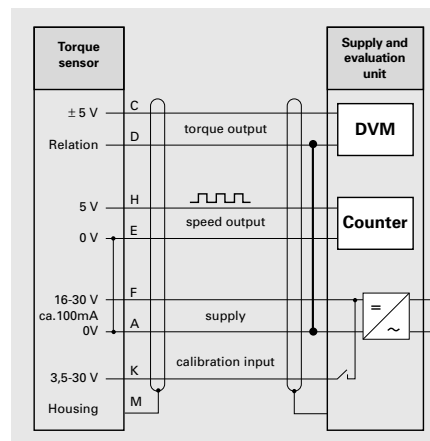 Torque
sensor
Supply and
evaluation
unit
± 5 V
C
torque output
DVM
Relation
D
5 V
H
speed output
Counter
0 V
E
16-30 V
F
ca.100mA
0V
A
supply
=
~
calibration input
3,5-30 V
K
Housing
M